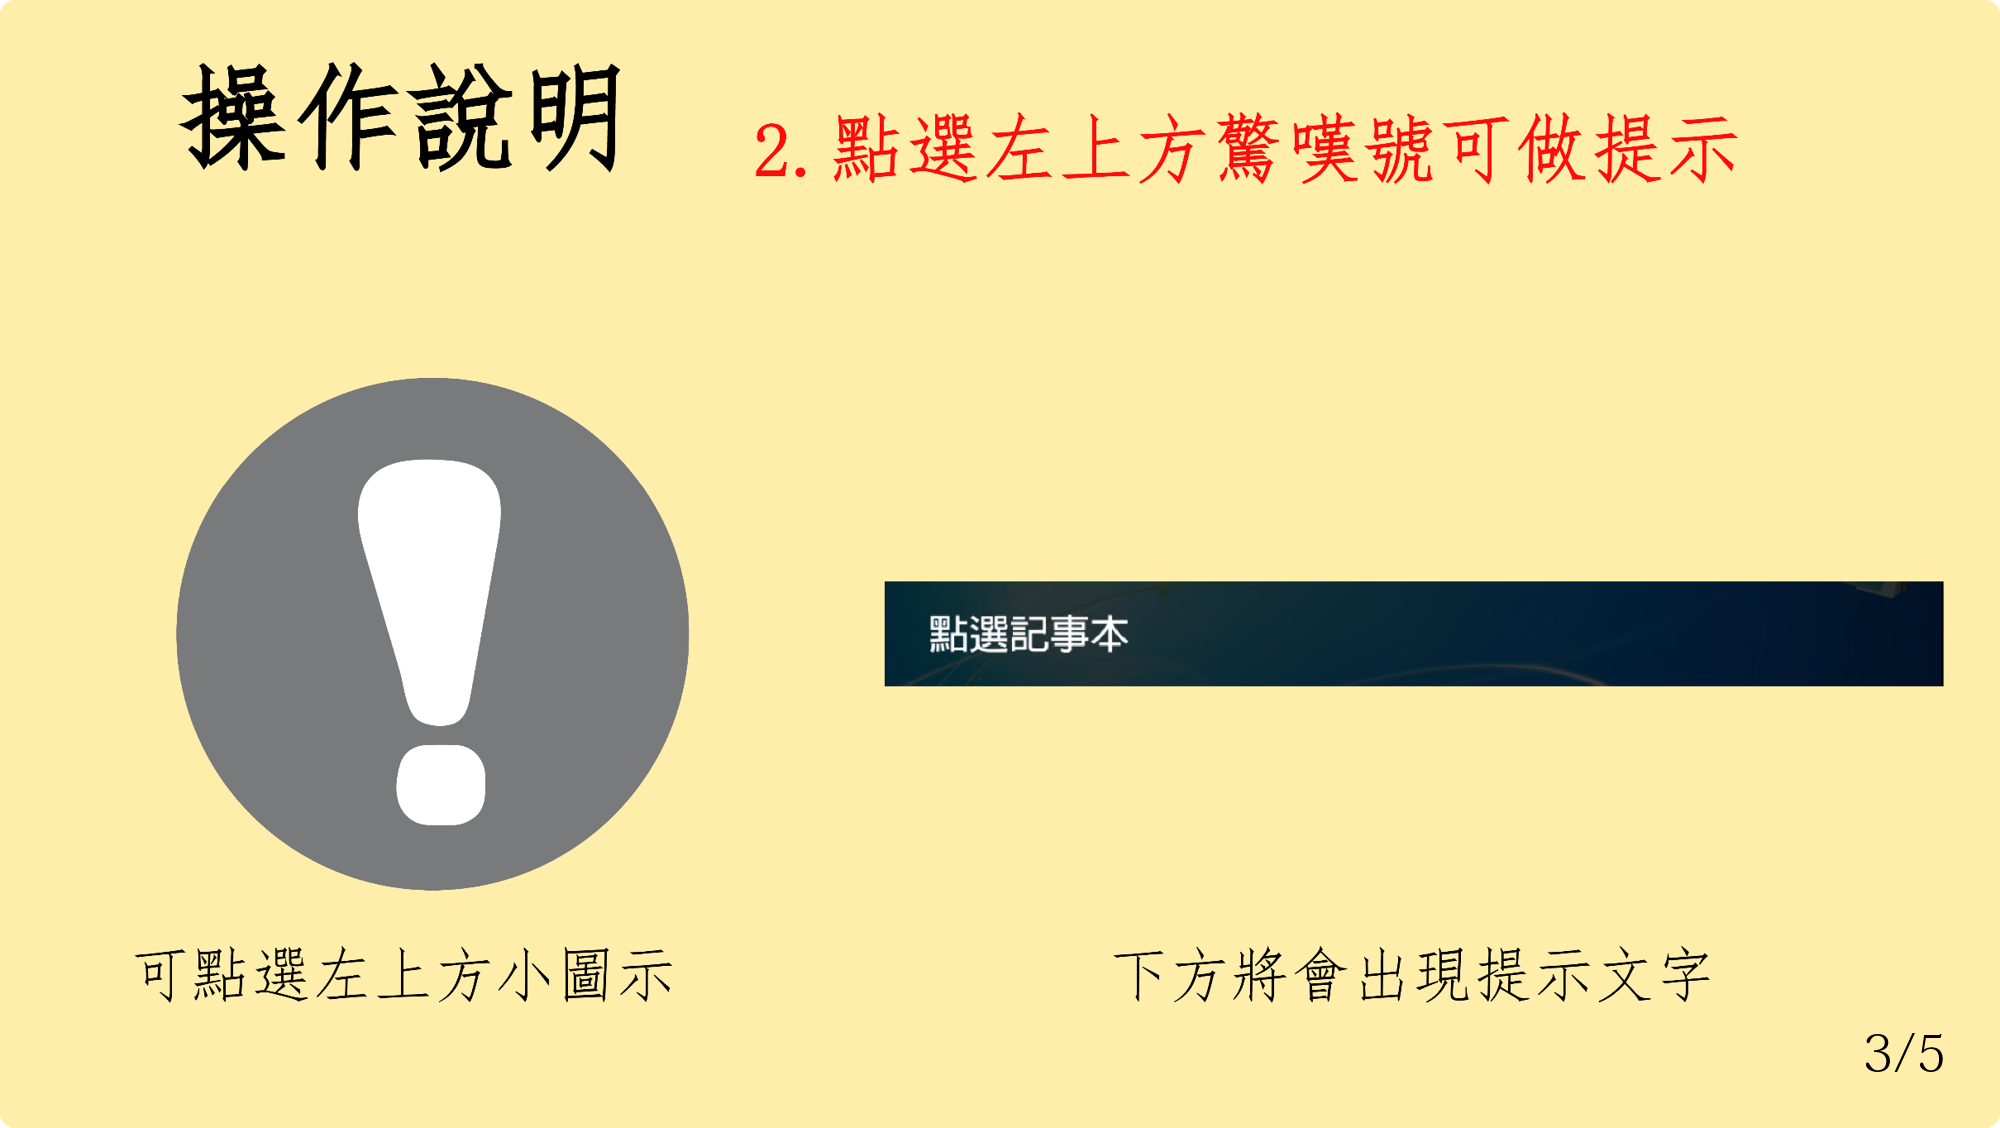 操作說明
2.點選左上方驚嘆號可做提示
點選記事本
可點選左上方小圖示
下方將會出現提示文字
3/5